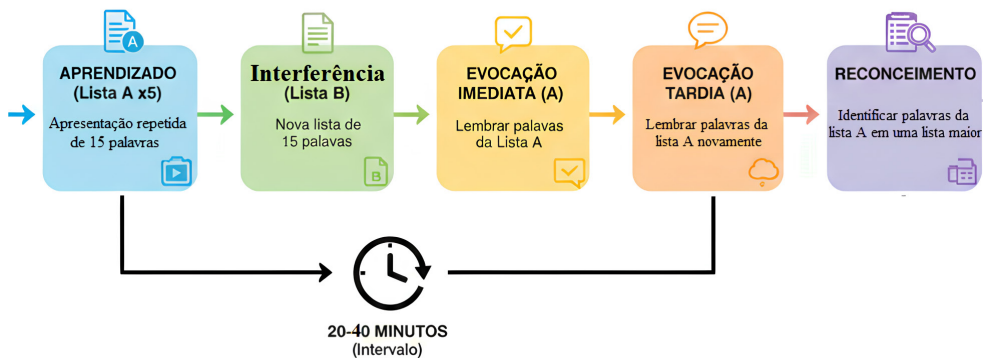 A
APRENDIZADO
(Lista A x5)
Apresentação repetida
de 15 palavras
Interferência
(Lista B)
Nova lista de
15 palavas
B
EVOCAÇÃO
IMEDIATA (A)
Lembrar palavas
da Lista A
EVOCAÇÃO
TARDIA (A)
Lembrar palavras da
lista A novamente
RECONCEIMENTO
Identificar palavras da
lista A em uma lista maior
20-40 MINUTOS
(Intervalo)